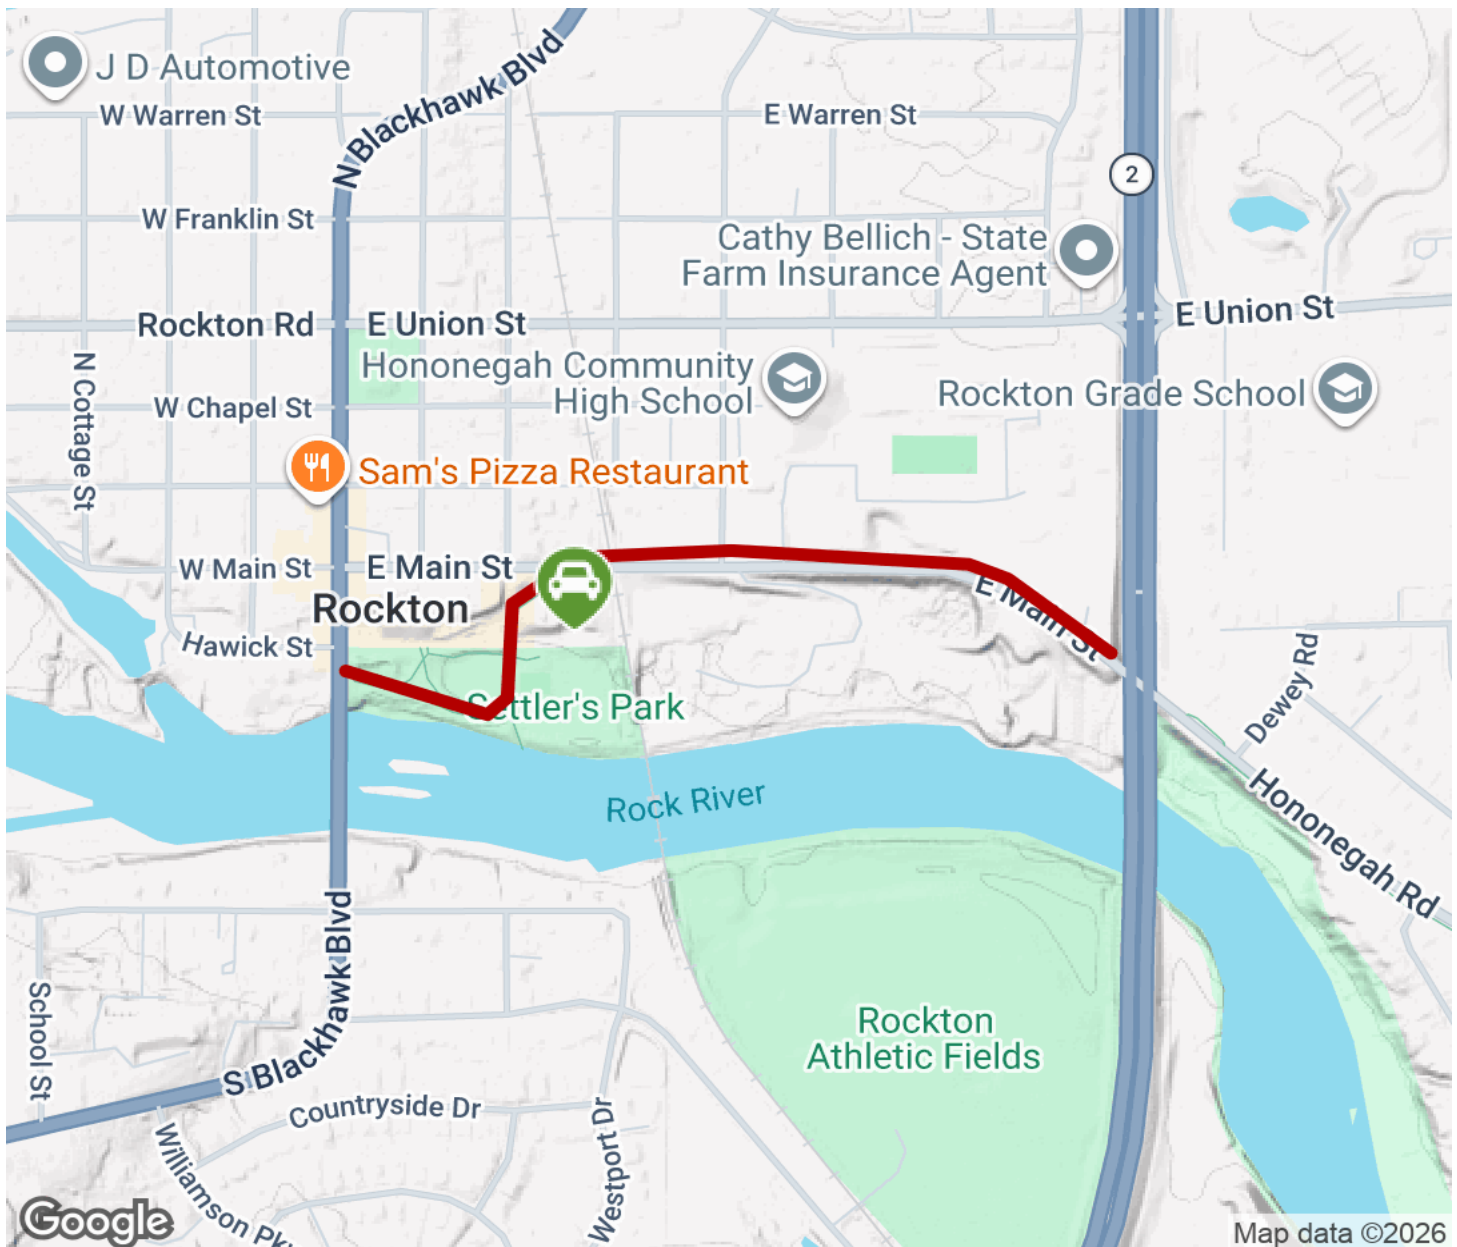 J D Automotive
W Warren St
N Blackhawk Blvd
E Warren St
2
W Franklin St
Cathy Bellich - State
Farm Insurance Agent
Rockton Rd
E Union St
E Union St
N Cottage St
Hononegah Community
High School
Rockton Grade School
W Chapel St
Sam's Pizza Restaurant
W Main St
E Main St
E Main St
Rockton
Hawick St
Dewey Rd
Settler's Park
Rock River
Hononegah Rd
S Blackhawk Blvd
School St
Rockton
Athletic Fields
Countryside Dr
Westport Dr
Williamson Pk
Google
Map data ©2026